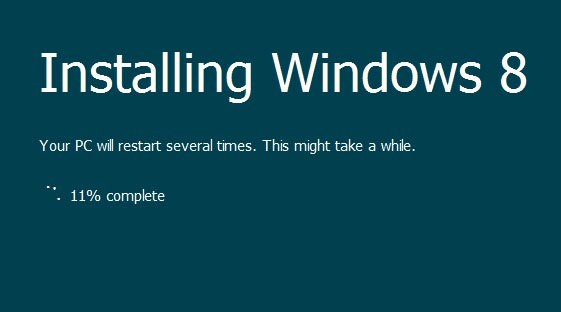 Installing Windows 8
Your PC will restart several times. This might take a while.
11% complete